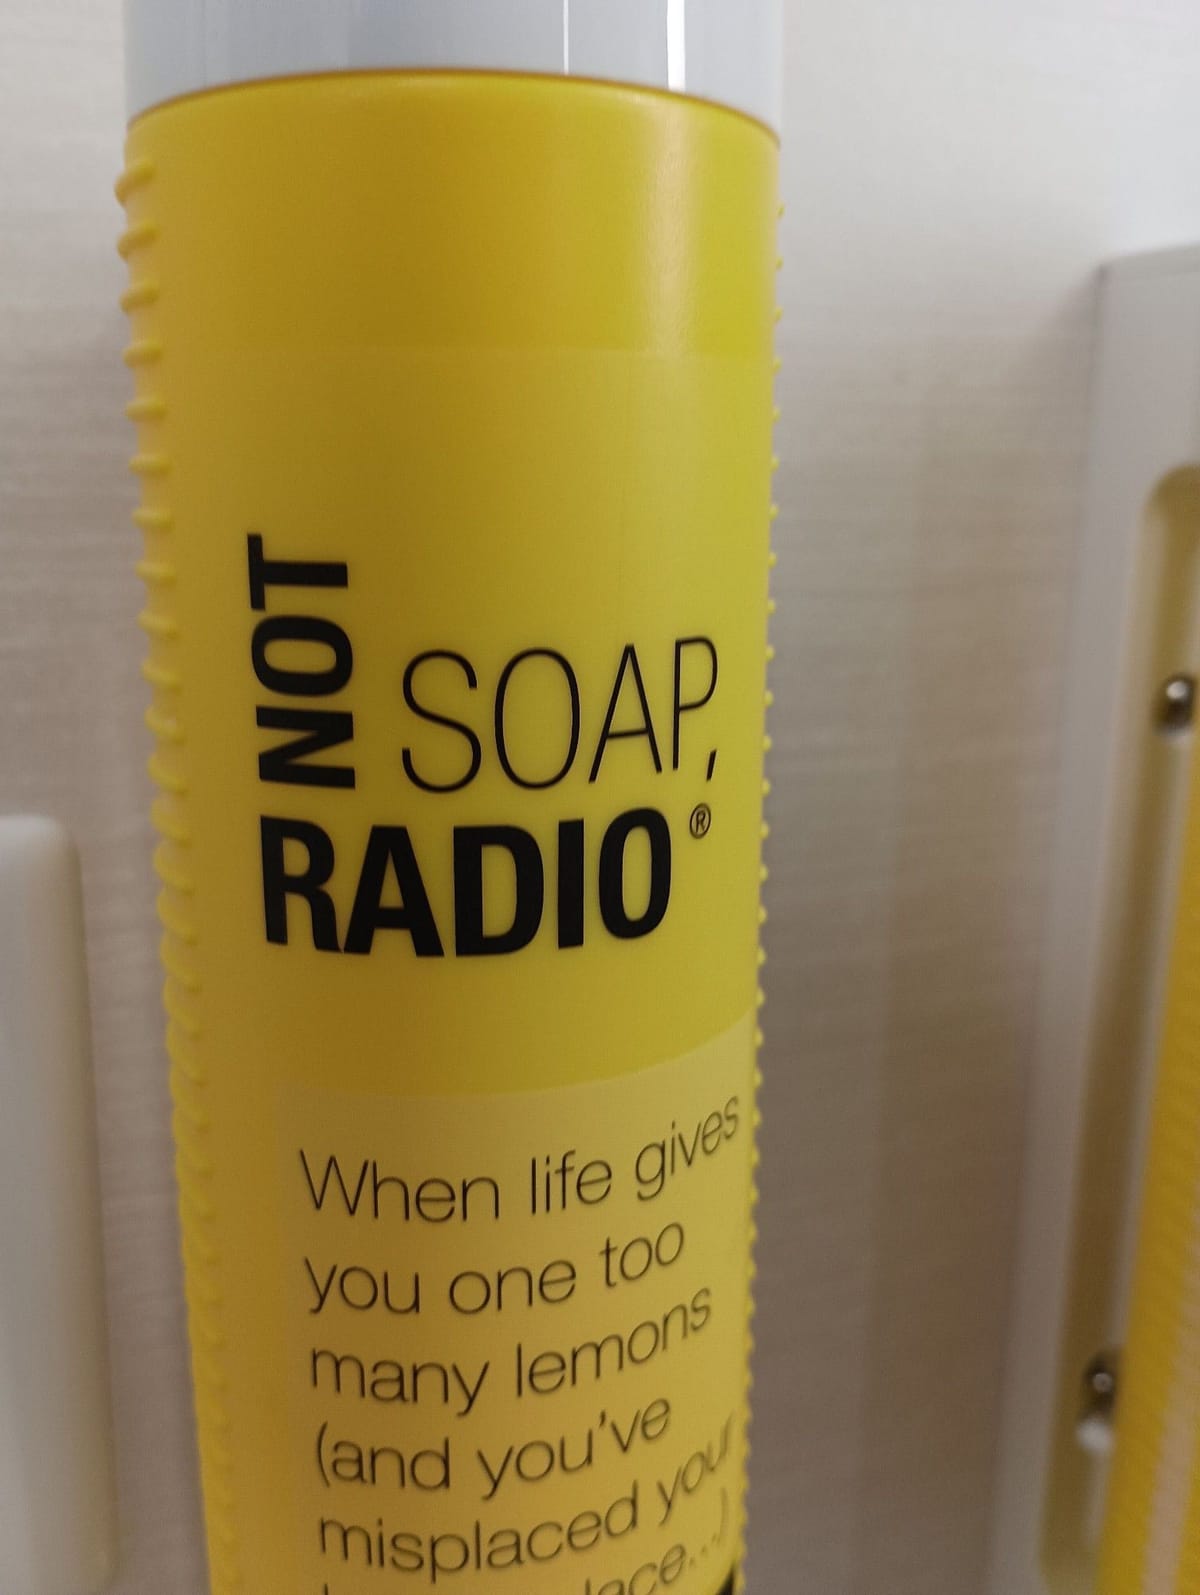 NOT
SOAP,
RADIO®
When life gives
you one too
many lemons
(and you've
misplaced your